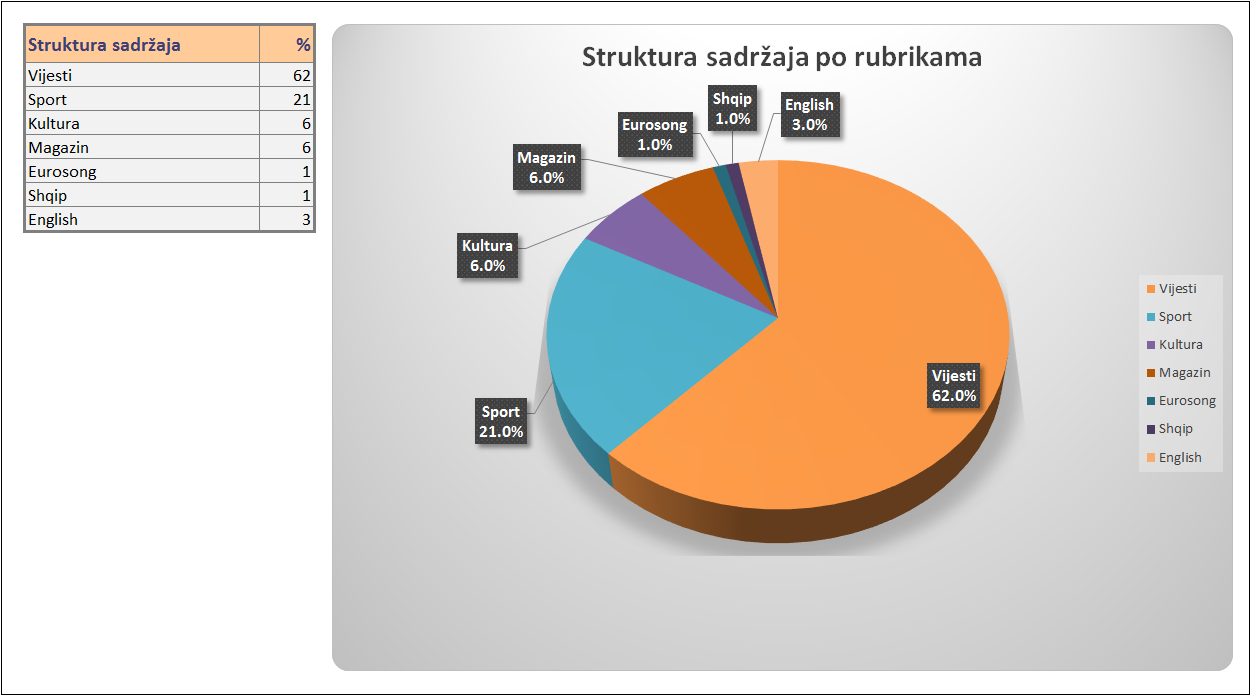 Struktura sadržaja %
Vijesti 62
Sport 21
Kultura 6
Magazin 6
Eurosong 1
Shqip 1
English 3
Struktura sadržaja po rubrikama
Shqip
1.0%
English
3.0%
Eurosong
1.0%
Magazin
6.0%
Kultura
6.0%
Vijesti
62.0%
Sport
21.0%
Vijesti
Sport
Kultura
Magazin
Eurosong
Shqip
English